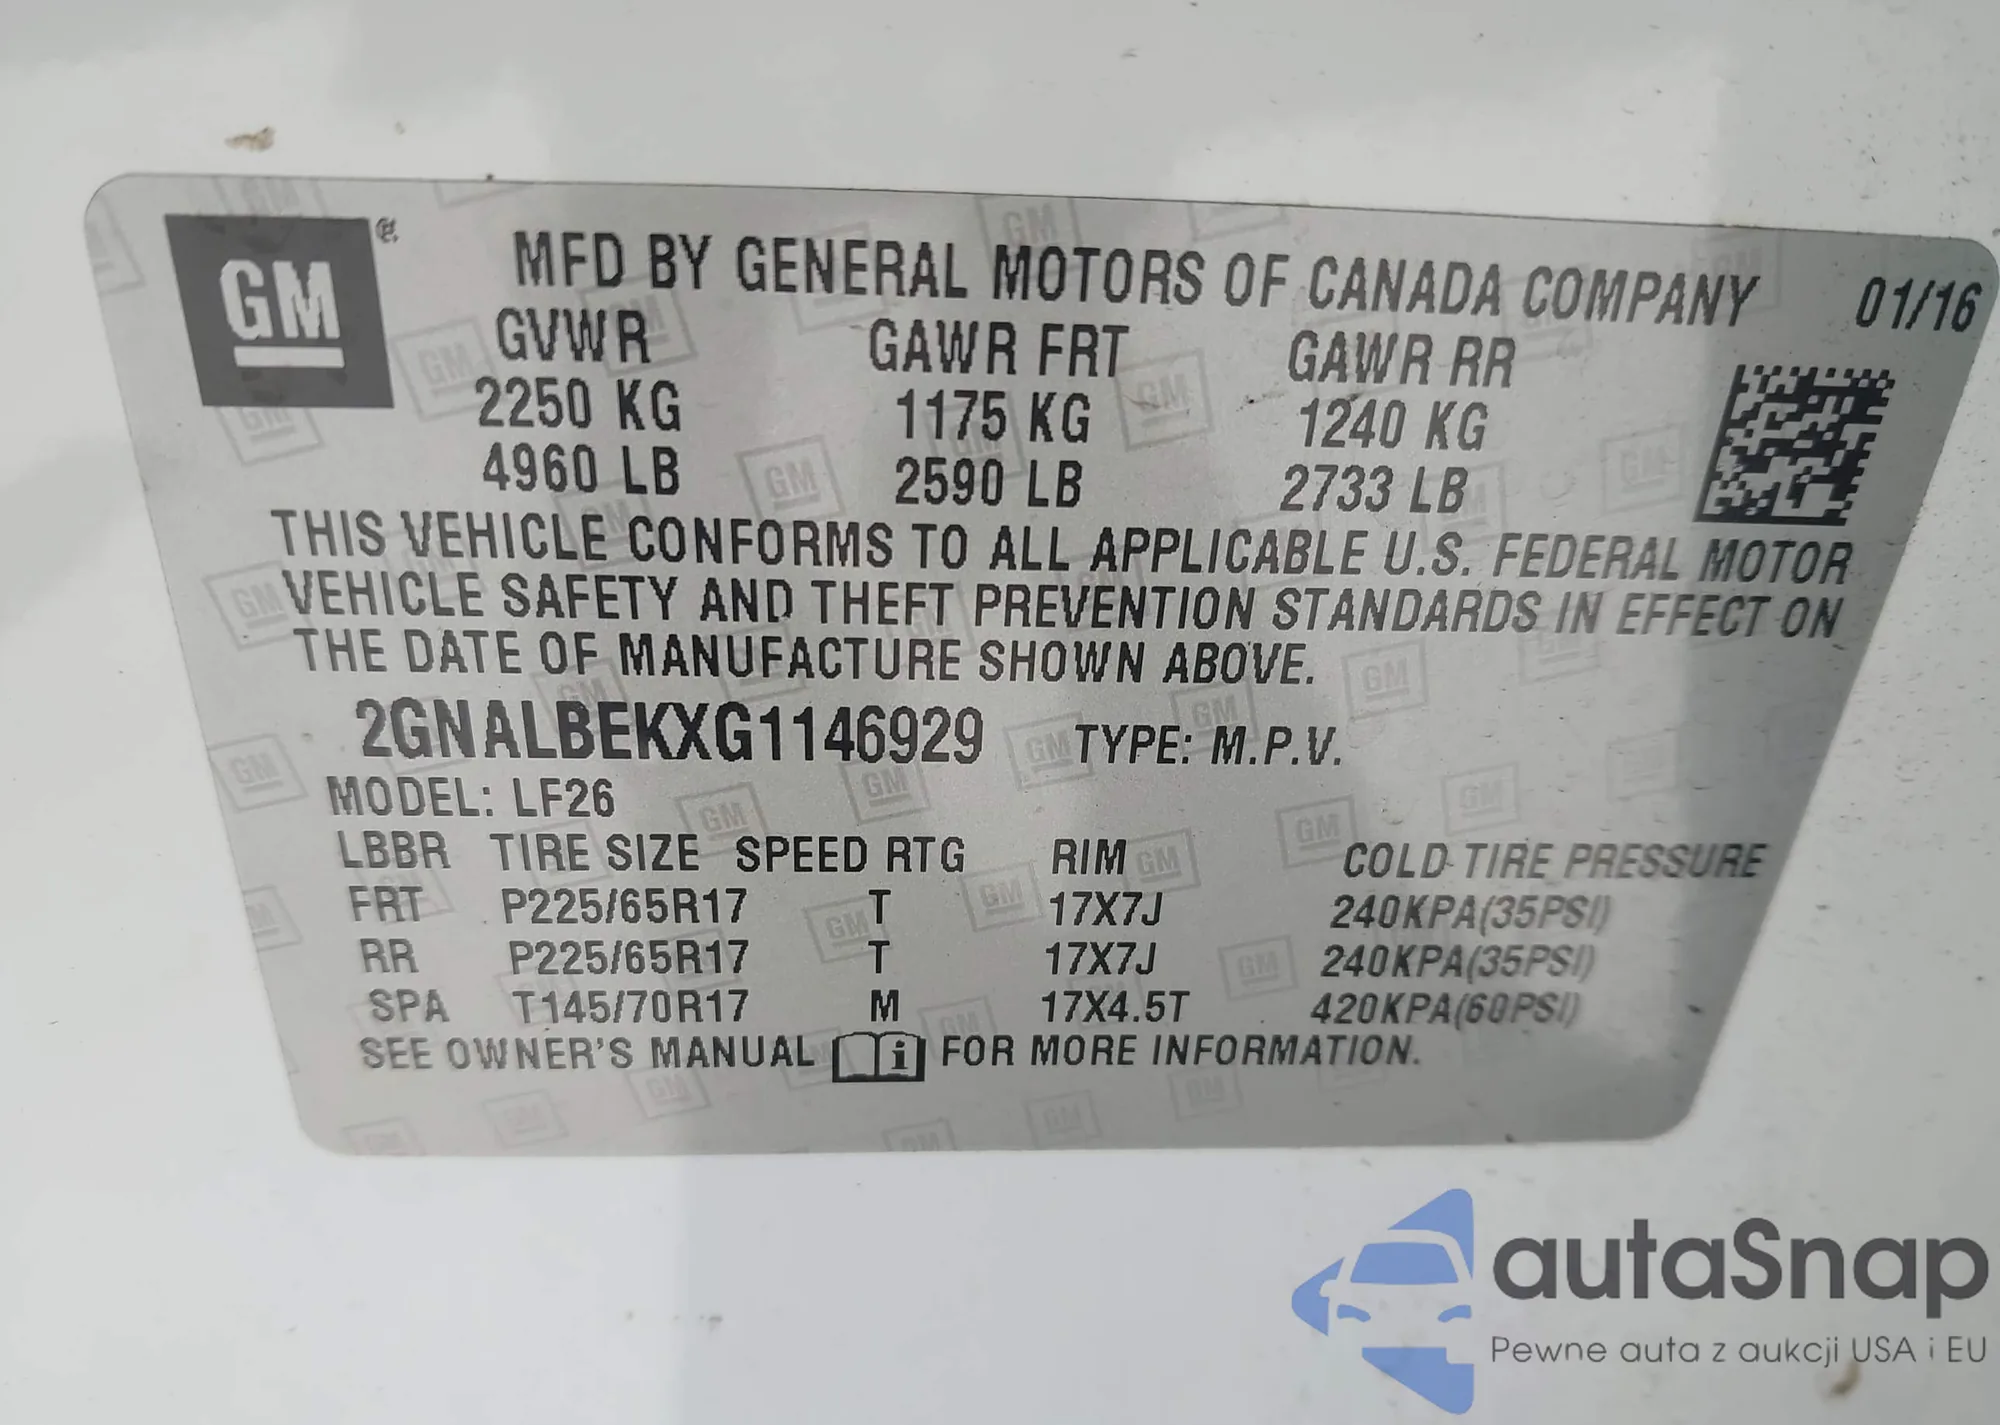 GM
MFD BY GENERAL MOTORS OF CANADA COMPANY 01/16
GVWR GAWR FRT GAWR RR
2250 KG 1175 KG 1240 KG
4960 LB 2590 LB 2733 LB
THIS VEHICLE CONFORMS TO ALL APPLICABLE U.S. FEDERAL MOTOR
VEHICLE SAFETY AND THEFT PREVENTION STANDARDS IN EFFECT ON
THE DATE OF MANUFACTURE SHOWN ABOVE.
2GNALBEKXG1146929 TYPE: M.P.V.
MODEL: LF26
LBBR TIRE SIZE SPEED RTG RIM COLD TIRE PRESSURE
FRT P225/65R17 T 17X7J 240KPA(35PSI)
RR P225/65R17 T 17X7J 240KPA(35PSI)
SPA T145/70R17 M 17X4.5T 420KPA(60PSI)
SEE OWNER'S MANUAL i FOR MORE INFORMATION.
autaSnap
Pewne auta z aukcji USA i EU